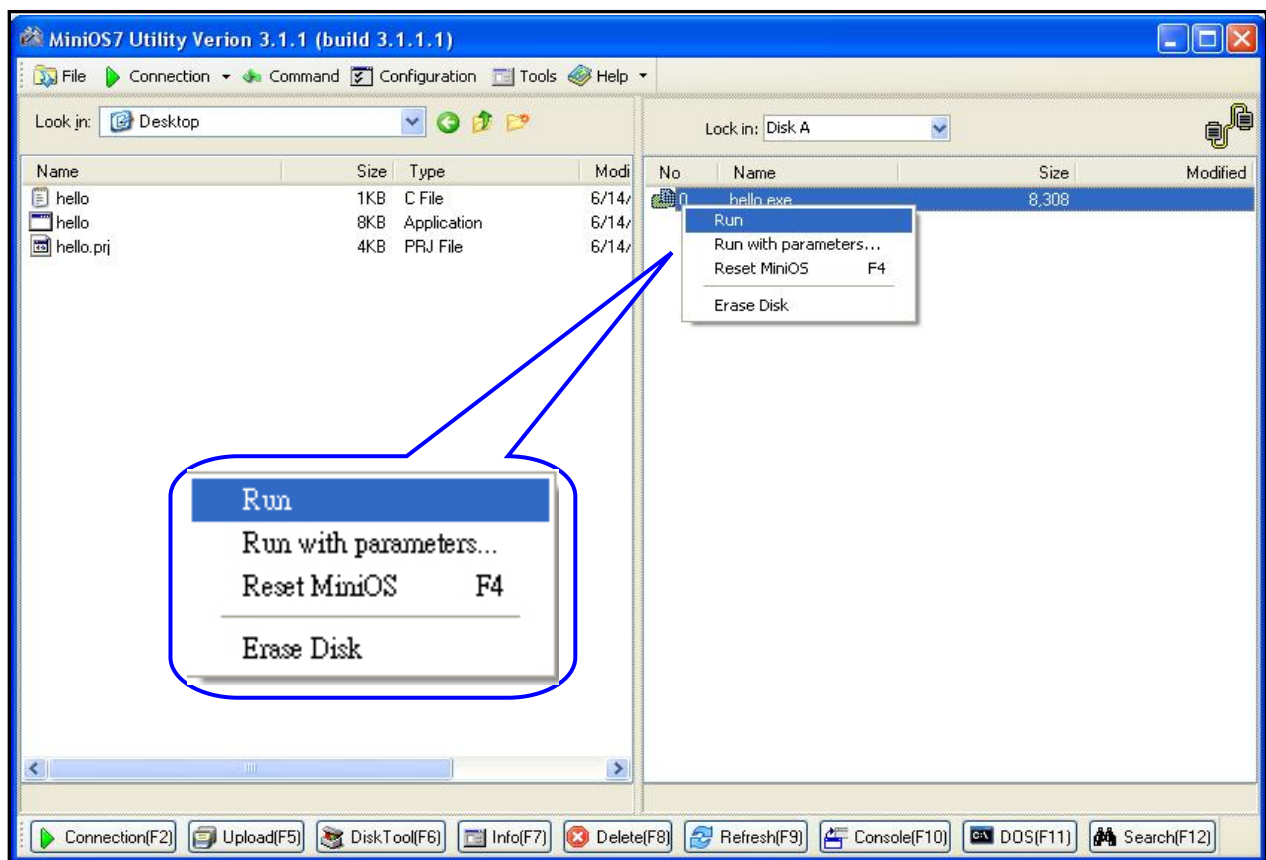 MiniOS7 Utility Verion 3.1.1 (build 3.1.1.1)
File Connection Command Configuration Tools Help
Look in: Desktop
Lock in: Disk A
Name Size Type Modi
hello 1KB C File 6/14/
hello 8KB Application 6/14/
hello.prj 4KB PRJ File 6/14/
No Name Size Modified
0 hello.exe 8,308
Run
Run with parameters...
Reset MiniOS F4
Erase Disk
Run
Run with parameters...
Reset MiniOS F4
Erase Disk
Connection(F2) Upload(F5) DiskTool(F6) Info(F7) Delete(F8) Refresh(F9) Console(F10) DOS(F11) Search(F12)